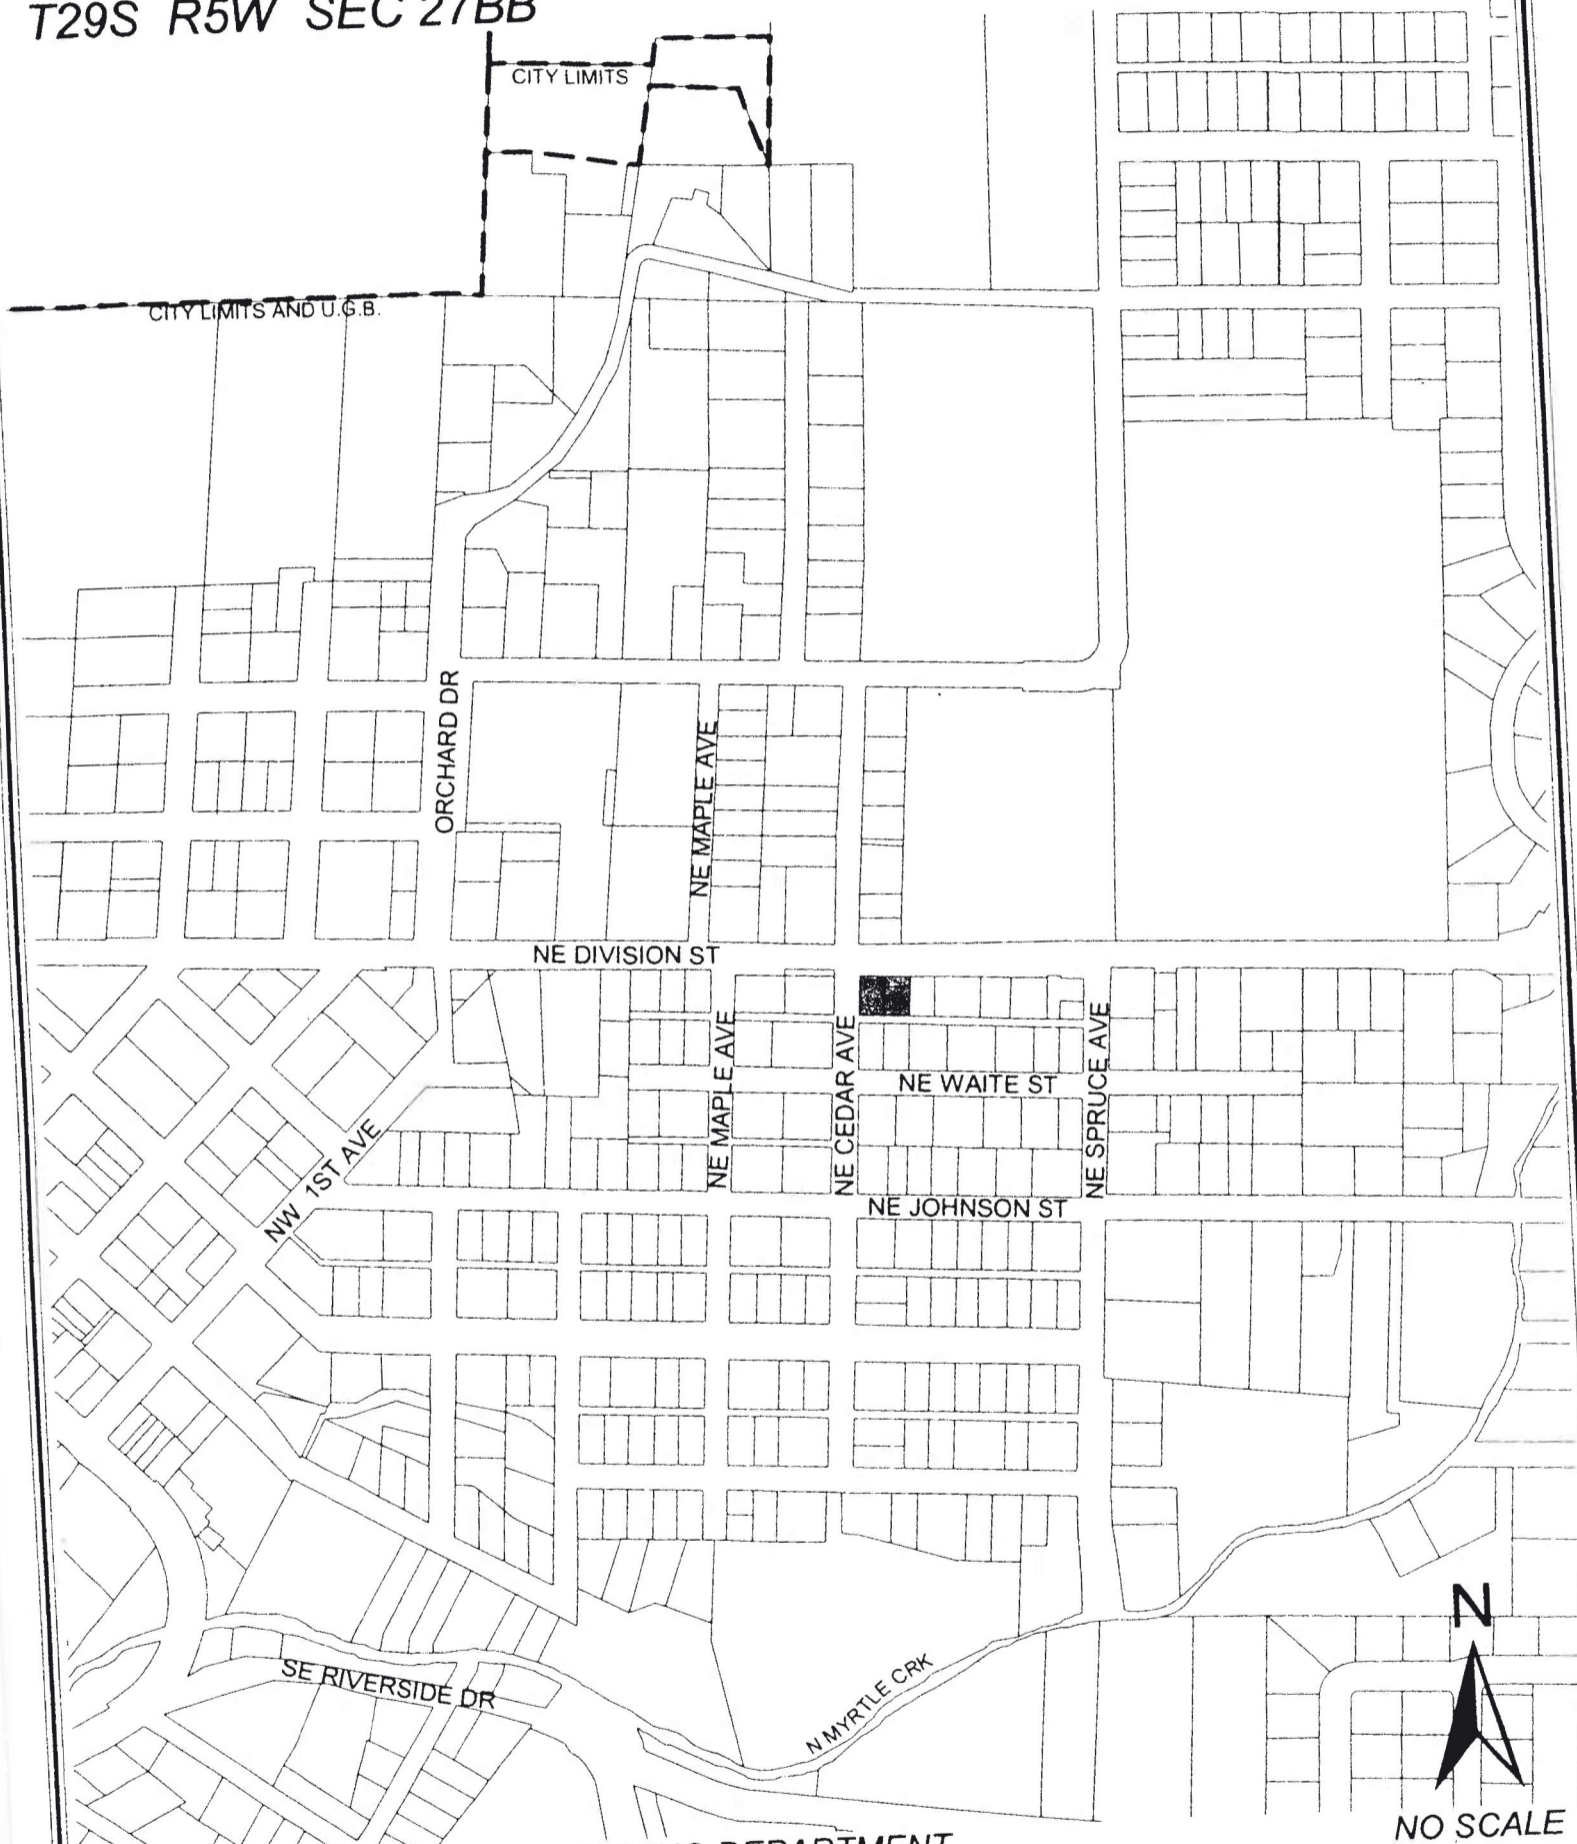 T29S R5W SEC 27BB
CITY LIMITS
CITY LIMITS AND U.G.B.
ORCHARD DR
NE MAPLE AVE
NE DIVISION ST
NE MAPLE AVE
NE CEDAR AVE
NE SPRUCE AVE
NE WAITE ST
NW 1ST AVE
NE JOHNSON ST
N
SE RIVERSIDE DR
N MYRTLE CRK
NO SCALE
DEPARTMENT